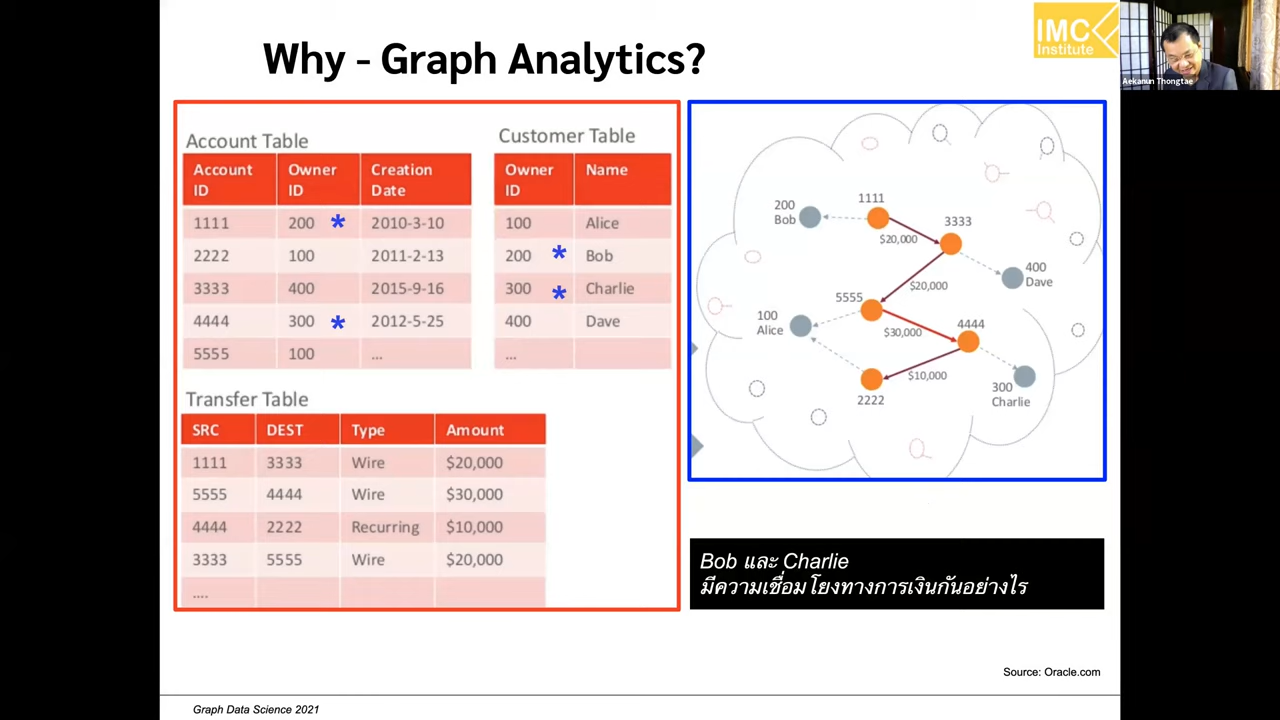 Why - Graph Analytics?
IMC
Institute
Aekanun Thongtae
Account Table
Account ID Owner ID Creation Date
1111 200 * 2010-3-10
2222 100 2011-2-13
3333 400 2015-9-16
4444 300 * 2012-5-25
5555 100 ...
Customer Table
Owner ID Name
100 Alice
200 * Bob
300 * Charlie
400 Dave
...
Transfer Table
SRC DEST Type Amount
1111 3333 Wire $20,000
5555 4444 Wire $30,000
4444 2222 Recurring $10,000
3333 5555 Wire $20,000
....
200
Bob
1111
3333
$20,000
400
Dave
$20,000
5555
100
Alice
$30,000
4444
$10,000
2222
300
Charlie
Bob และ Charlie
มีความเชื่อมโยงทางการเงินกันอย่างไร
Source: Oracle.com
Graph Data Science 2021